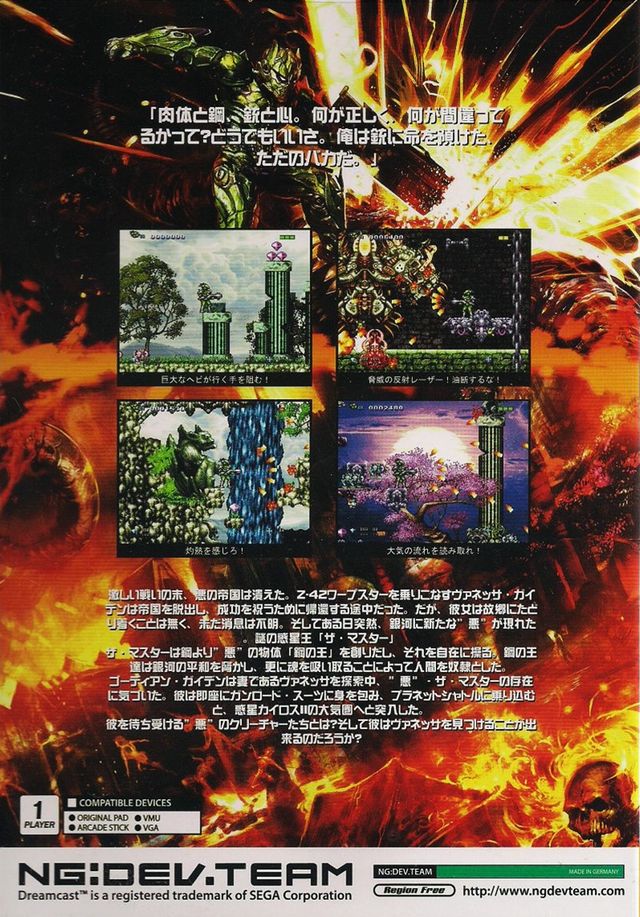 「肉体と鋼、銃と心。何が正しく、何が間違って
るかって?どうでもいいさ。俺は銃に命を預けた、
ただのバカだ。」
0000000
巨大なヘビが行く手を阻む!
脅威の反射レーザー!油断するな!
灼熱を感じろ!
0002400
大気の流れを読み取れ!
激しい戦いの末、悪の帝国は潰えた。Z-42ワープスターを乗りこなすヴァネッサ・ガイ
デンは帝国を脱出し、成功を祝うために帰還する途中だった。だが、彼女は故郷にたど
り着くことは無く、未だ消息は不明。そしてある日突然、銀河に新たな"悪"が現れた
。謎の惑星王「ザ・マスター」
ザ・マスターは鋼より"悪"の物体「鋼の王」を創りだし、それを自在に操る。鋼の王
達は銀河の平和を脅かし、更に魂を吸い取ることによって人間を奴隷とした。
ゴーディアン・ガイデンは妻であるヴァネッサを探索中、"悪"・ザ・マスターの存在
に気づいた。彼は即座にガンロード・スーツに身を包み、プラネットシャトルに乗り込む
と、惑星カイロスIIの大気圏へと突入した。
彼を待ち受ける"悪"のクリーチャーたちとは?そして彼はヴァネッサを見つけることが出
来るのだろうか?
1
PLAYER
COMPATIBLE DEVICES
● ORIGINAL PAD ● VMU
● ARCADE STICK ● VGA
NG:DEV.TEAM
Dreamcast™ is a registered trademark of SEGA Corporation
NG:DEV.TEAM
MADE IN GERMANY
Region Free
http://www.ngdevteam.com